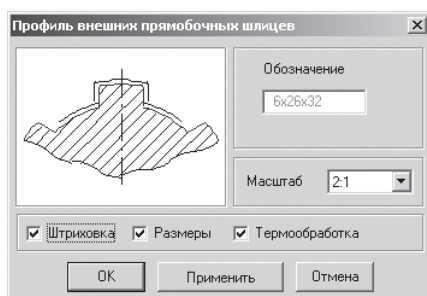 Профиль внешних прямобочных шлицев
Обозначение
6x26x32
Масштаб 2:1
Штриховка Размеры Термообработка
OK Применить Отмена